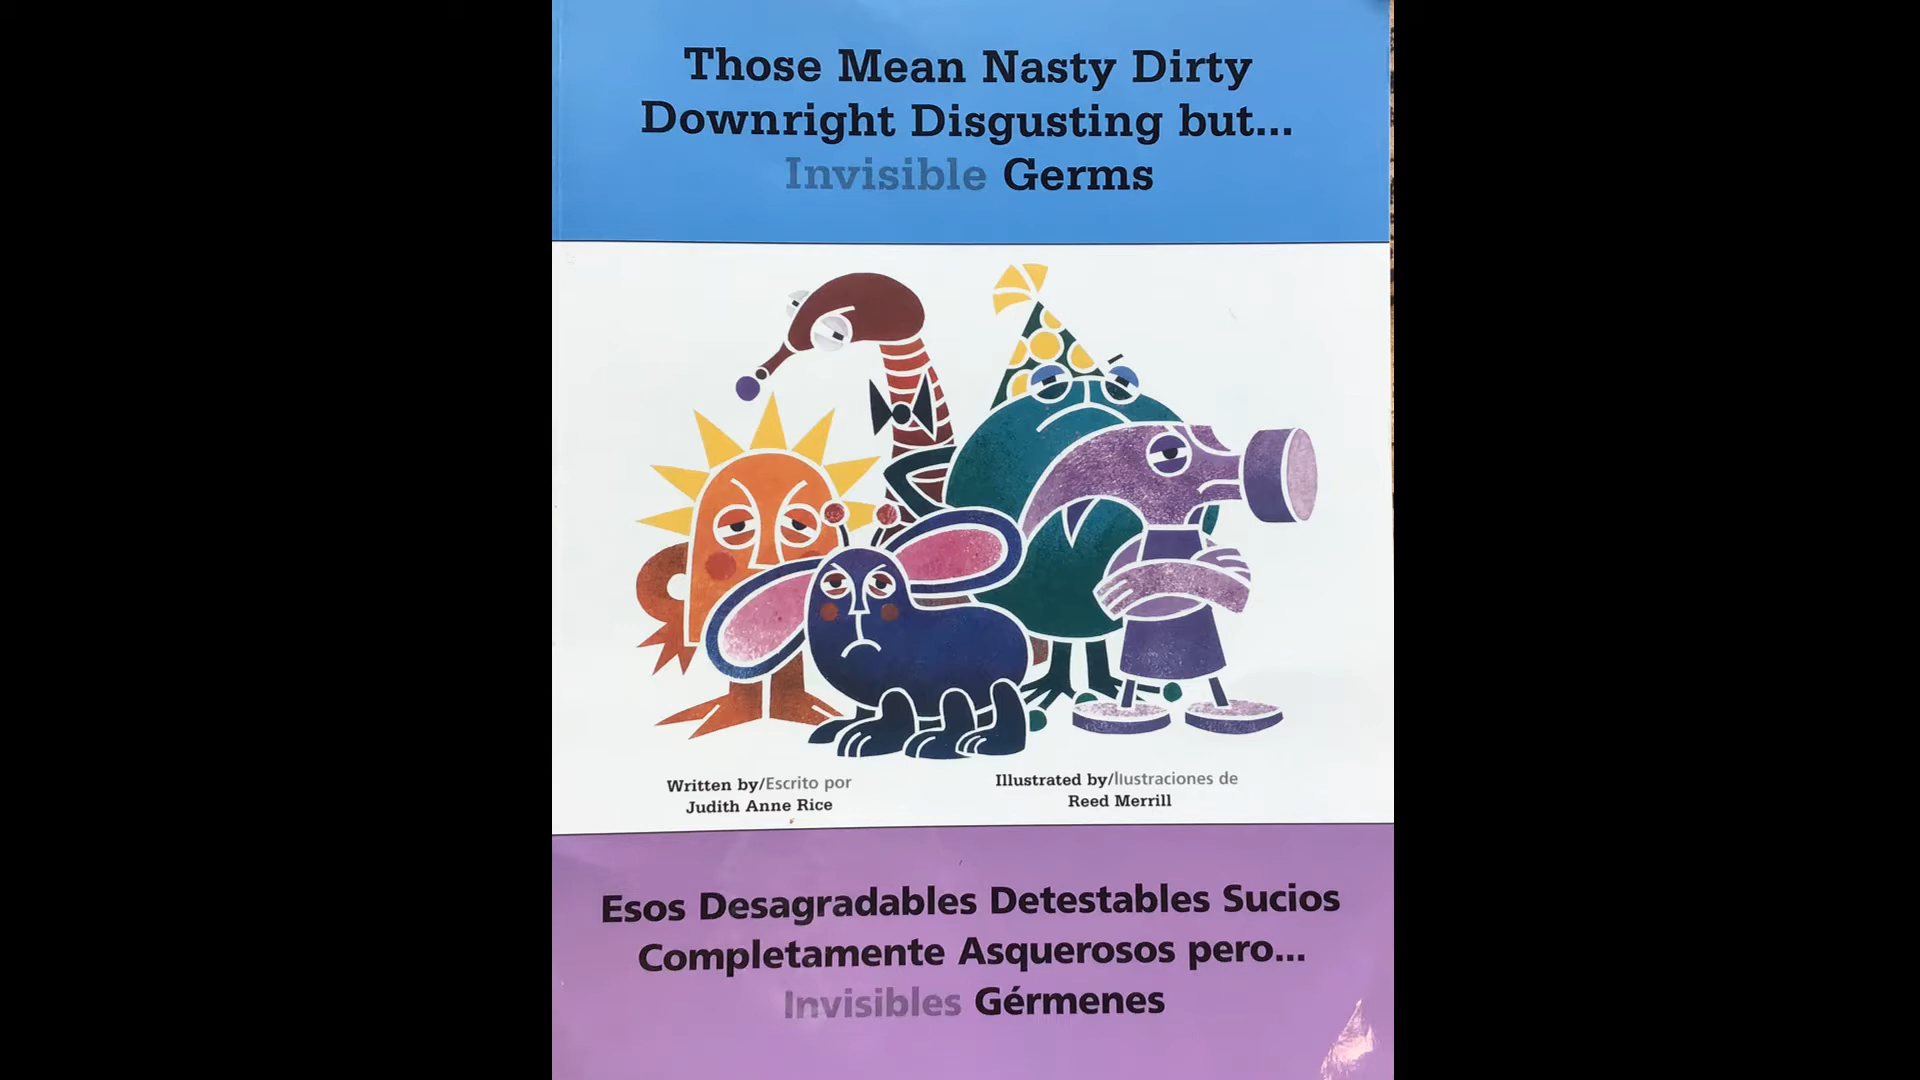 Those Mean Nasty Dirty
Downright Disgusting but...
Invisible Germs
Written by/Escrito por
Judith Anne Rice
Illustrated by/Ilustraciones de
Reed Merrill
Esos Desagradables Detestables Sucios
Completamente Asquerosos pero...
Invisibles Gérmenes